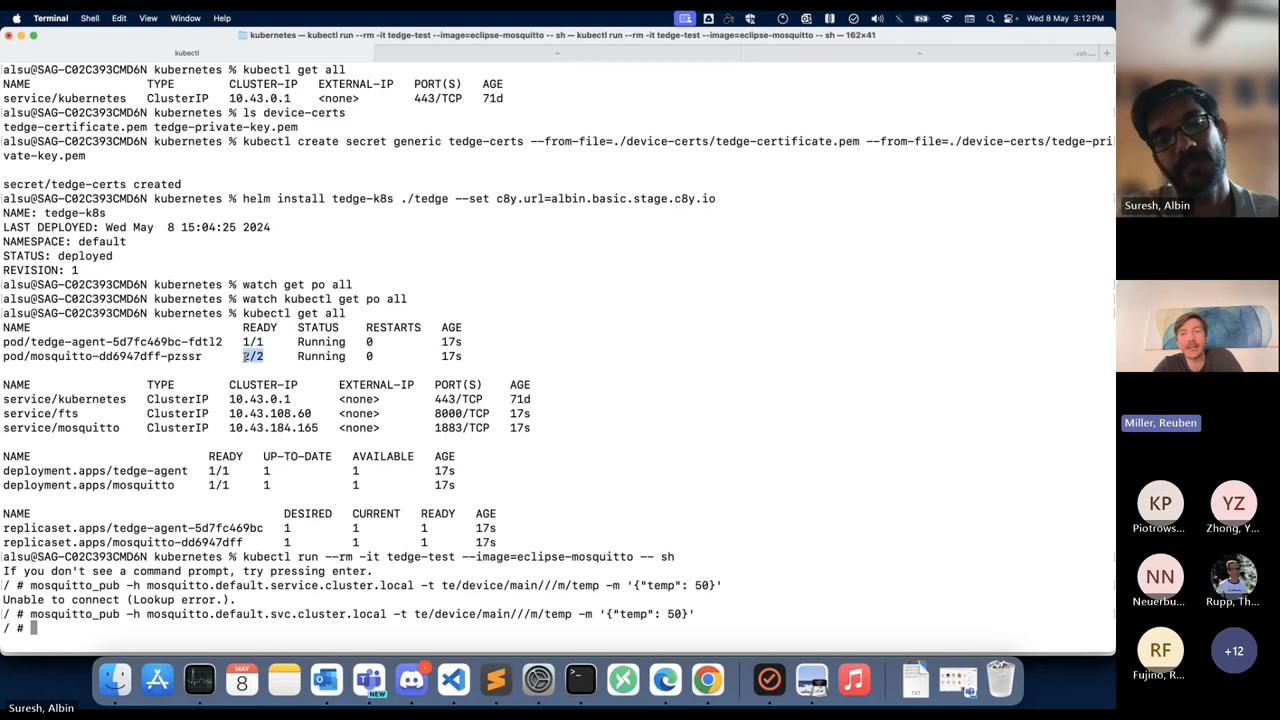 Terminal Shell Edit View Window Help
Wed 8 May 3:12 PM
kubernetes — kubectl run --rm -it tedge-test --image=eclipse-mosquitto -- sh — kubectl run --rm -it tedge-test --image=eclipse-mosquitto -- sh — 162×41
kubectl ~ ~ -zsh... +
alsu@SAG-C02C393CMD6N kubernetes % kubectl get all
NAME TYPE CLUSTER-IP EXTERNAL-IP PORT(S) AGE
service/kubernetes ClusterIP 10.43.0.1 <none> 443/TCP 71d
alsu@SAG-C02C393CMD6N kubernetes % ls device-certs
tedge-certificate.pem tedge-private-key.pem
alsu@SAG-C02C393CMD6N kubernetes % kubectl create secret generic tedge-certs --from-file=./device-certs/tedge-certificate.pem --from-file=./device-certs/tedge-pri
vate-key.pem
secret/tedge-certs created
alsu@SAG-C02C393CMD6N kubernetes % helm install tedge-k8s ./tedge --set c8y.url=albin.basic.stage.c8y.io
NAME: tedge-k8s
LAST DEPLOYED: Wed May  8 15:04:25 2024
NAMESPACE: default
STATUS: deployed
REVISION: 1
alsu@SAG-C02C393CMD6N kubernetes % watch get po all
alsu@SAG-C02C393CMD6N kubernetes % watch kubectl get po all
alsu@SAG-C02C393CMD6N kubernetes % kubectl get all
NAME READY STATUS RESTARTS AGE
pod/tedge-agent-5d7fc469bc-fdtl2 1/1 Running 0 17s
pod/mosquitto-dd6947dff-pzssr 2/2 Running 0 17s
NAME TYPE CLUSTER-IP EXTERNAL-IP PORT(S) AGE
service/kubernetes ClusterIP 10.43.0.1 <none> 443/TCP 71d
service/fts ClusterIP 10.43.108.60 <none> 8000/TCP 17s
service/mosquitto ClusterIP 10.43.184.165 <none> 1883/TCP 17s
NAME READY UP-TO-DATE AVAILABLE AGE
deployment.apps/tedge-agent 1/1 1 1 17s
deployment.apps/mosquitto 1/1 1 1 17s
NAME DESIRED CURRENT READY AGE
replicaset.apps/tedge-agent-5d7fc469bc 1 1 1 17s
replicaset.apps/mosquitto-dd6947dff 1 1 1 17s
alsu@SAG-C02C393CMD6N kubernetes % kubectl run --rm -it tedge-test --image=eclipse-mosquitto -- sh
If you don't see a command prompt, try pressing enter.
/ # mosquitto_pub -h mosquitto.default.service.cluster.local -t te/device/main///m/temp -m '{"temp": 50}'
Unable to connect (Lookup error.).
/ # mosquitto_pub -h mosquitto.default.svc.cluster.local -t te/device/main///m/temp -m '{"temp": 50}'
/ #
MAY
8
NEW
TXT
Suresh, Albin
Suresh, Albin
Miller, Reuben
KP
Piotrows...
YZ
Zhong, Y...
NN
Neuerbu...
Rupp, Th...
RF
Fujino, R...
+12